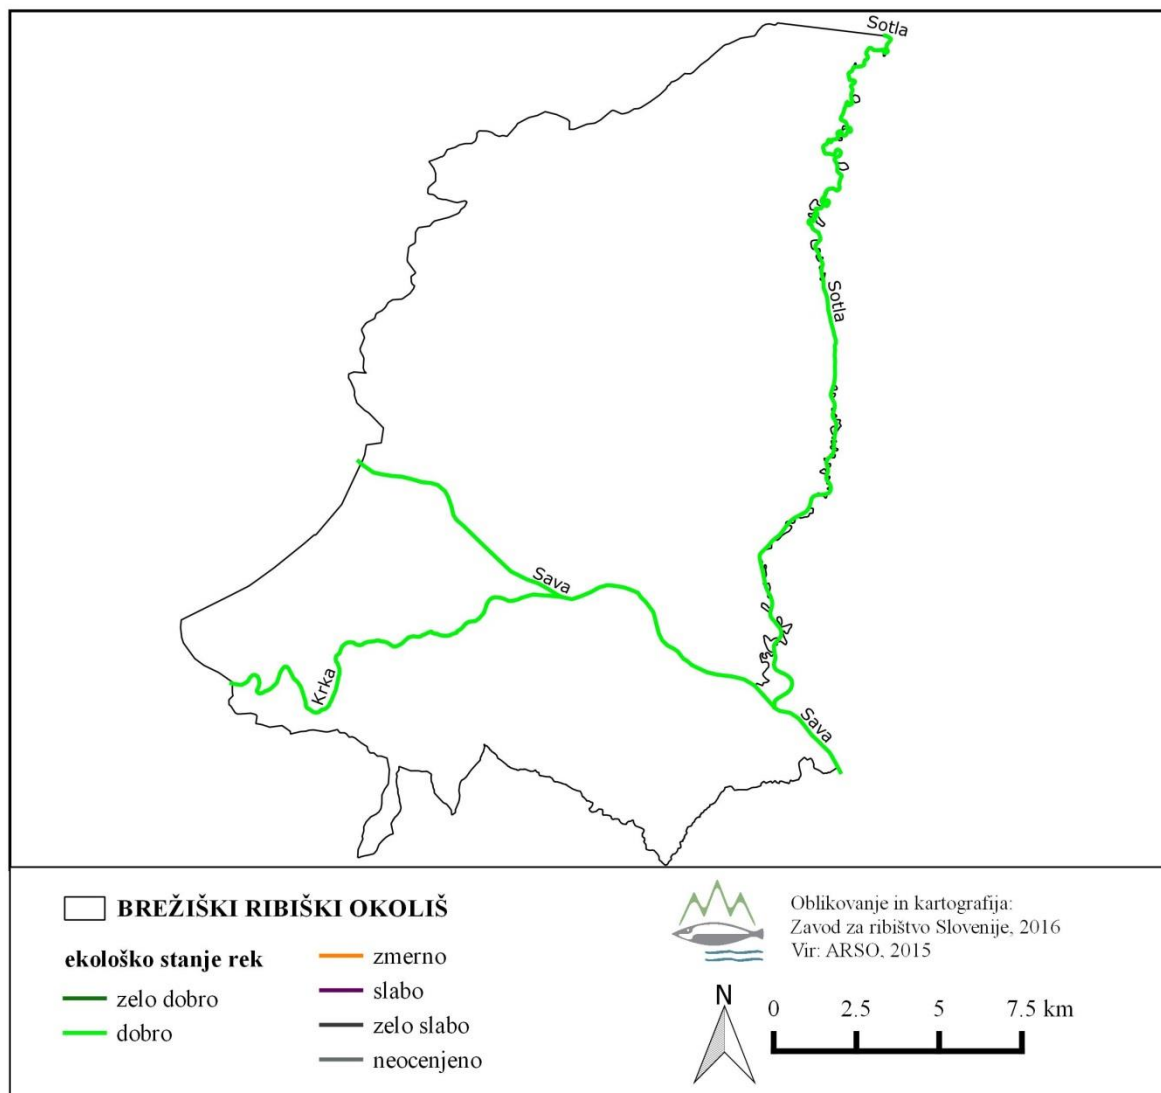 Sotla
Sotla
Sava
Krka
Sava
BREŽIŠKI RIBIŠKI OKOLIŠ
ekološko stanje rek
zelo dobro
dobro
zmerno
slabo
zelo slabo
neocenjeno
Oblikovanje in kartografija:
Zavod za ribištvo Slovenije, 2016
Vir: ARSO, 2015
N
0 2.5 5 7.5 km